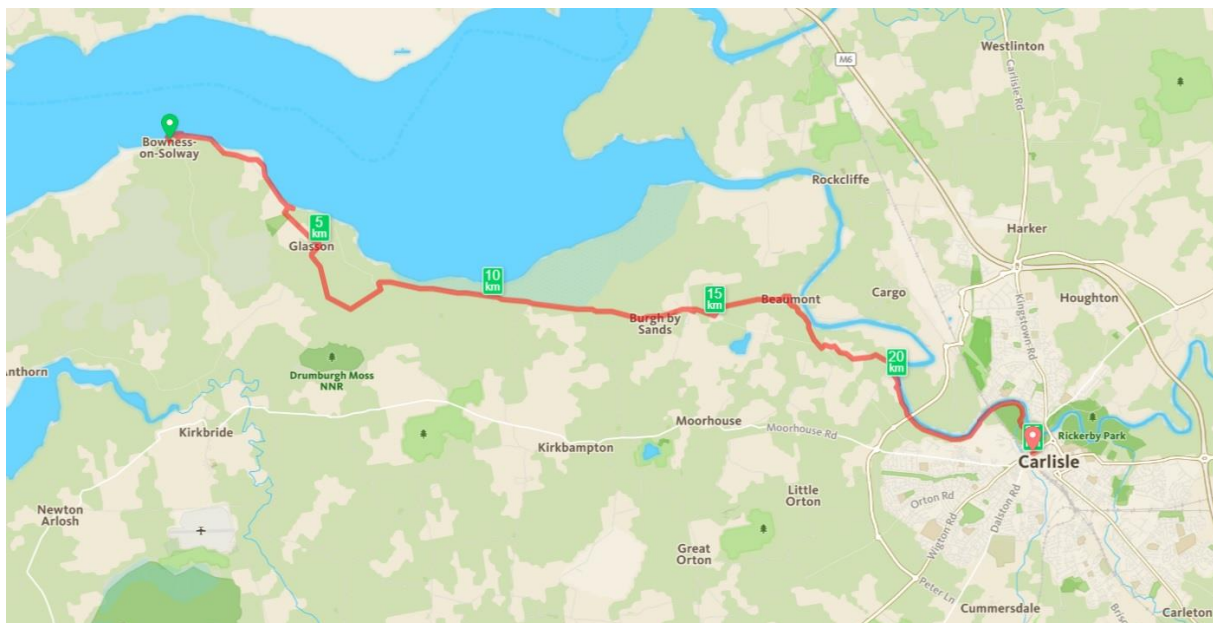 Westlinton
M6
Carlisle Rd
Bowness-
on-Solway
Rockcliffe
5
km
Glasson
Harker
10
km
15
km
Beaumont
Cargo
Houghton
Kingstown Rd
Burgh by
Sands
20
km
Drumburgh Moss
NNR
Anthorn
Kirkbride
Moorhouse
Moorhouse Rd
Rickerby Park
Kirkbampton
Carlisle
Little
Orton
Orton Rd
Dalston Rd
Wigton Rd
Newton
Arlosh
Great
Orton
Peter Ln
Cummersdale
Carleton